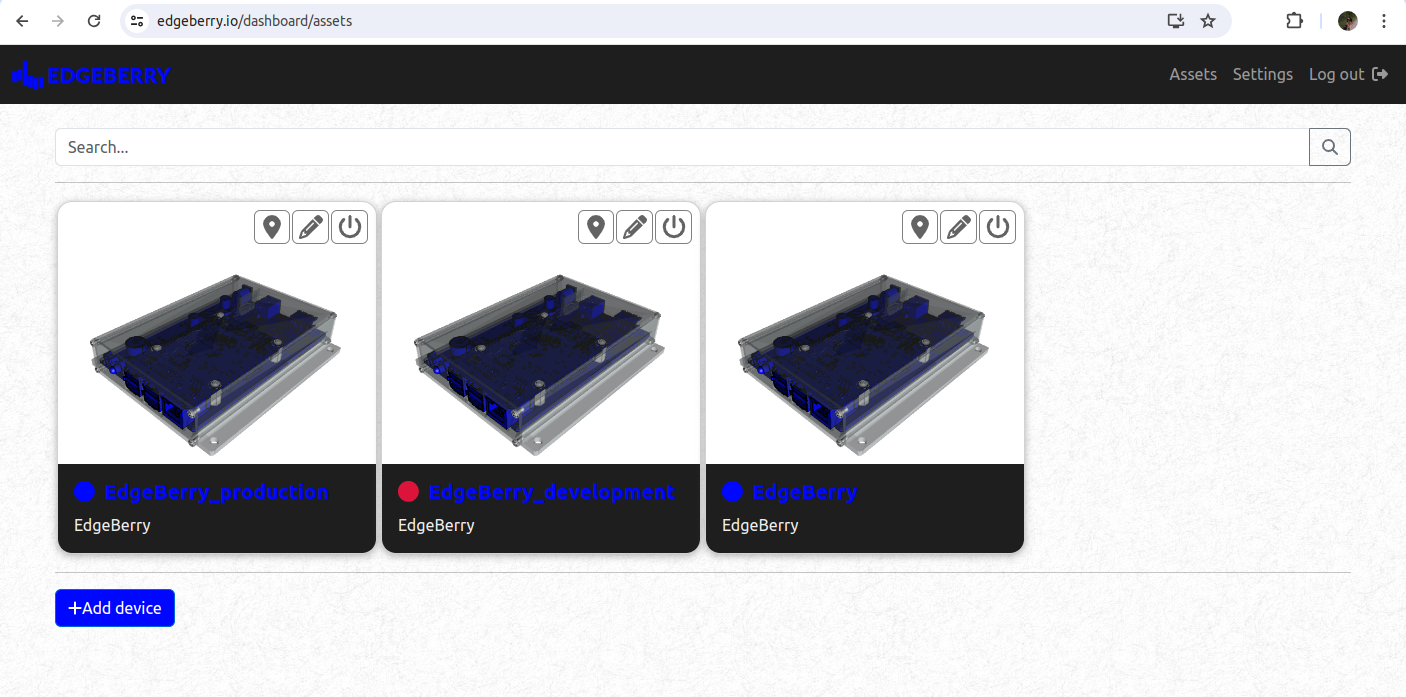 edgeberry.io/dashboard/assets
EDGEBERRY
Assets Settings Log out
Search...
EdgeBerry_production
EdgeBerry
EdgeBerry_development
EdgeBerry
EdgeBerry
EdgeBerry
+Add device